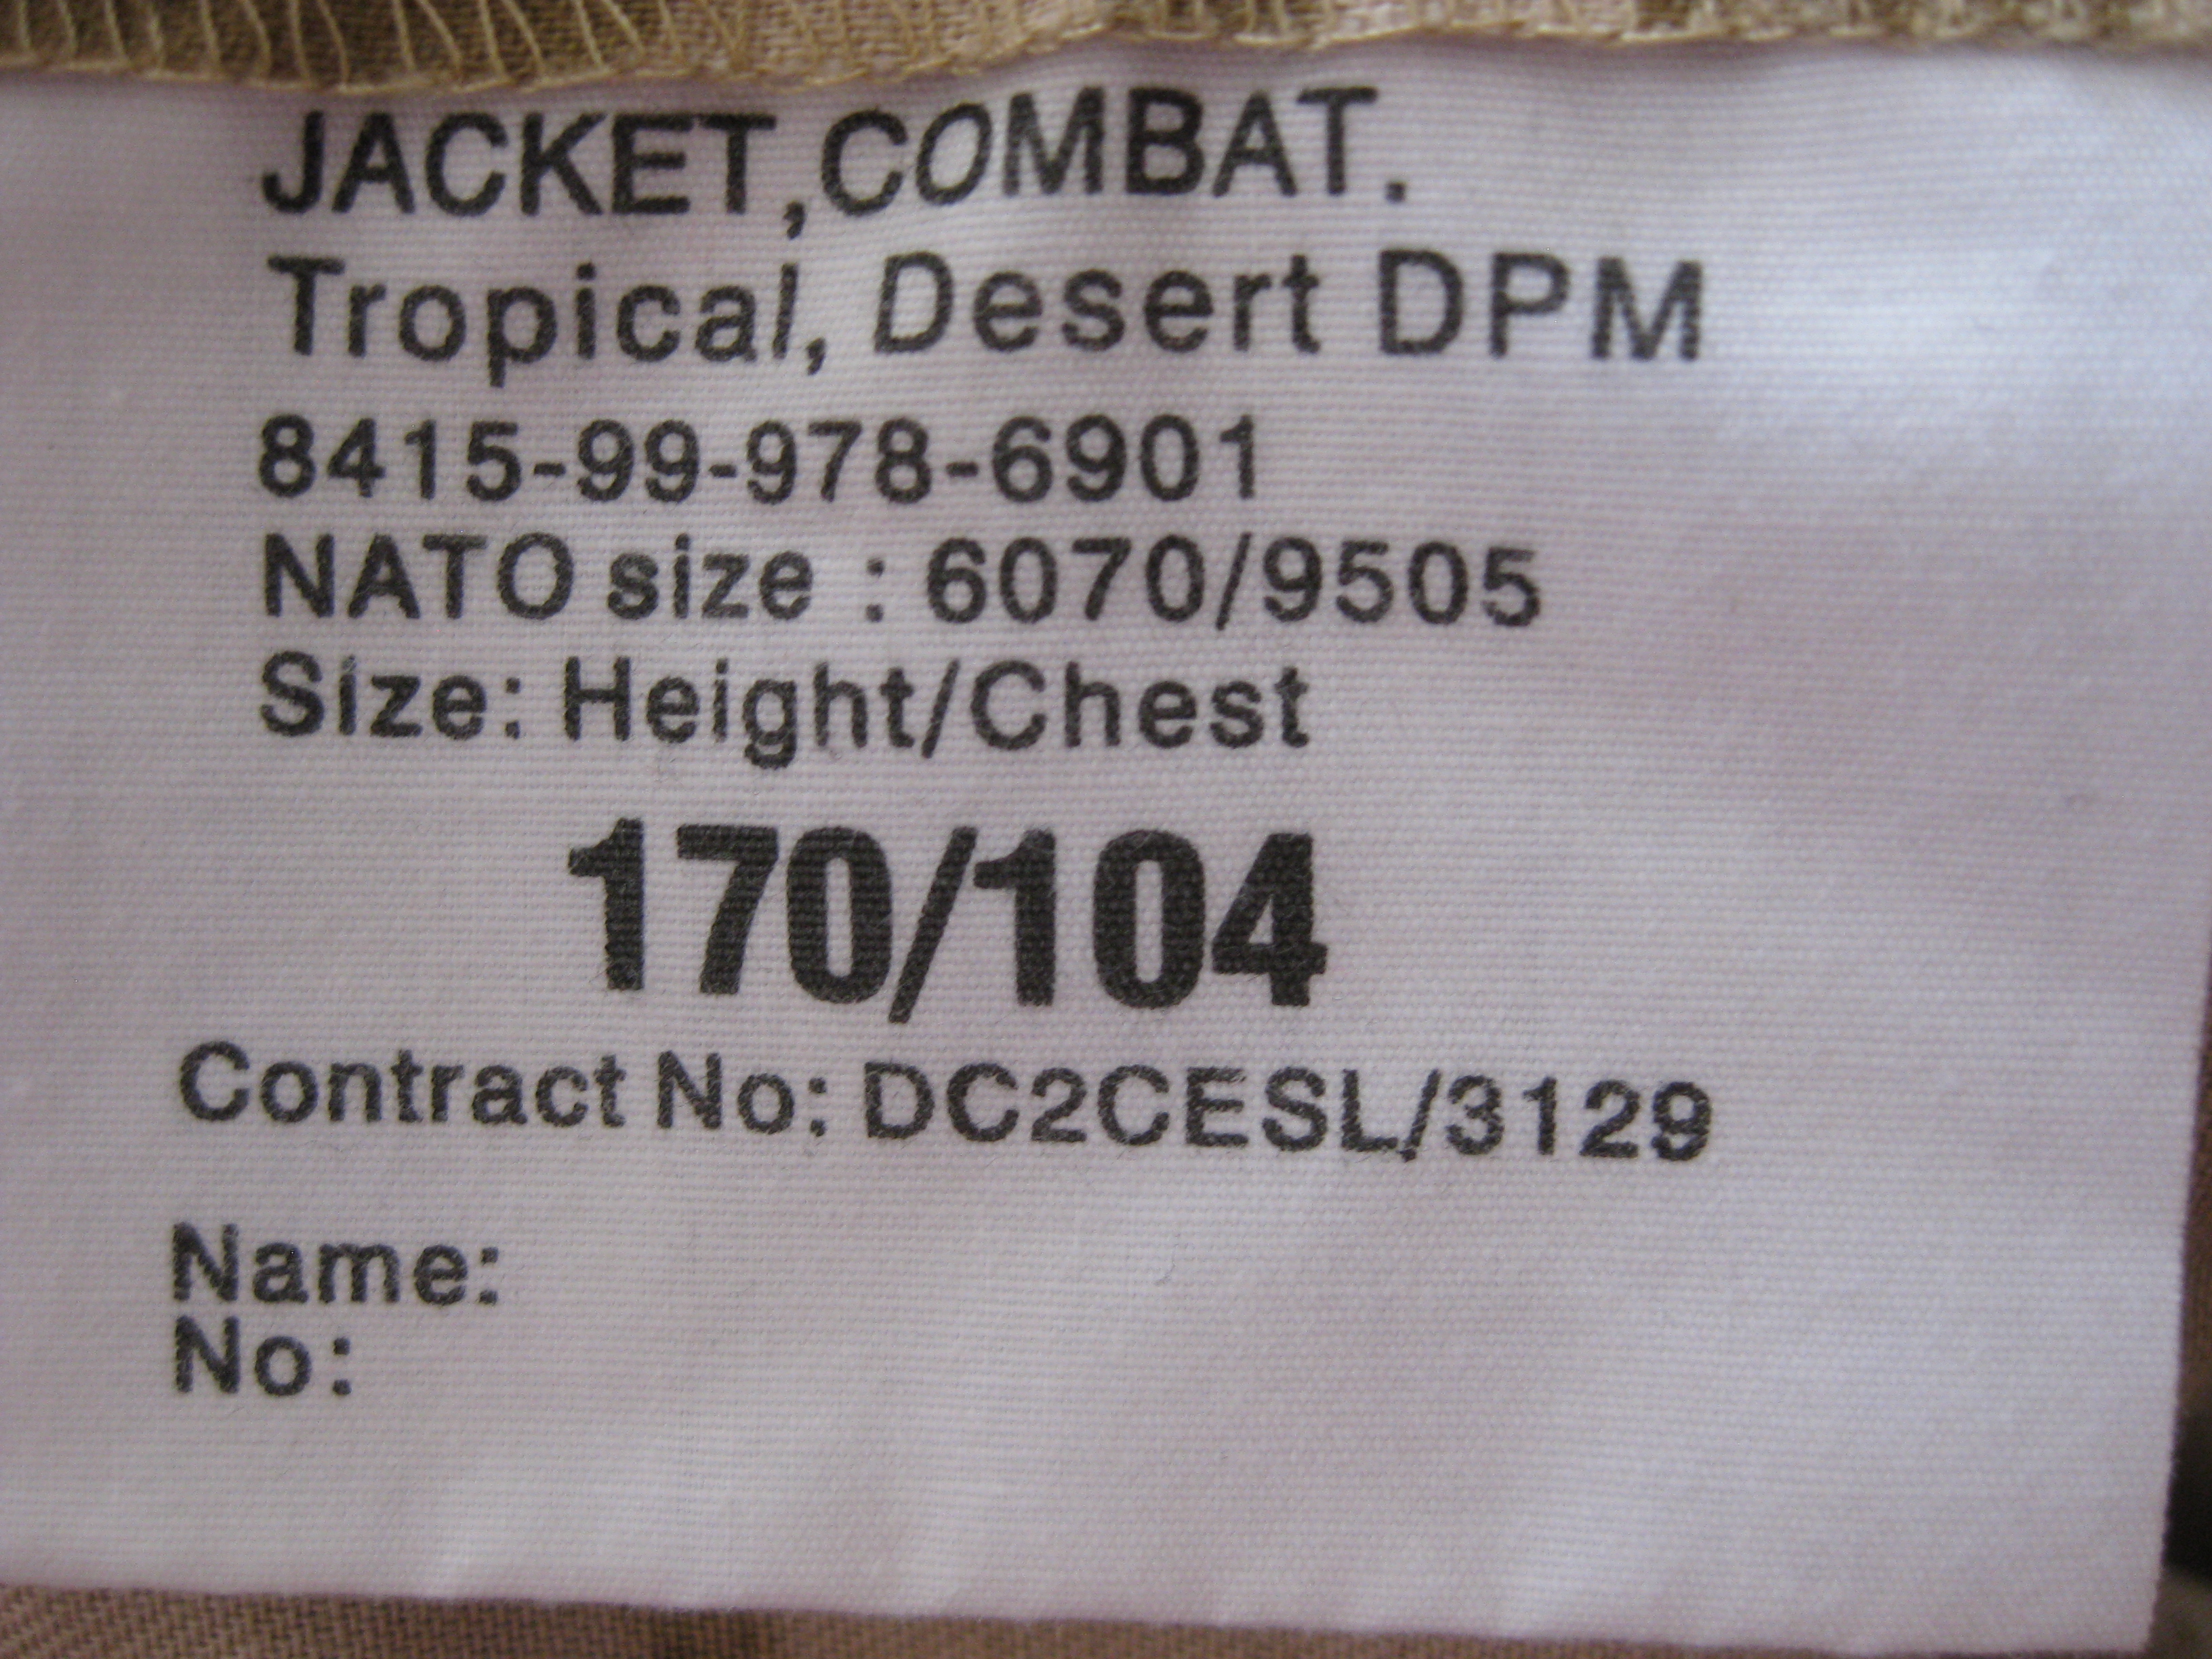 JACKET,COMBAT.
Tropical, Desert DPM
8415-99-978-6901
NATO size : 6070/9505
Size: Height/Chest
170/104
Contract No: DC2CESL/3129
Name:
No: